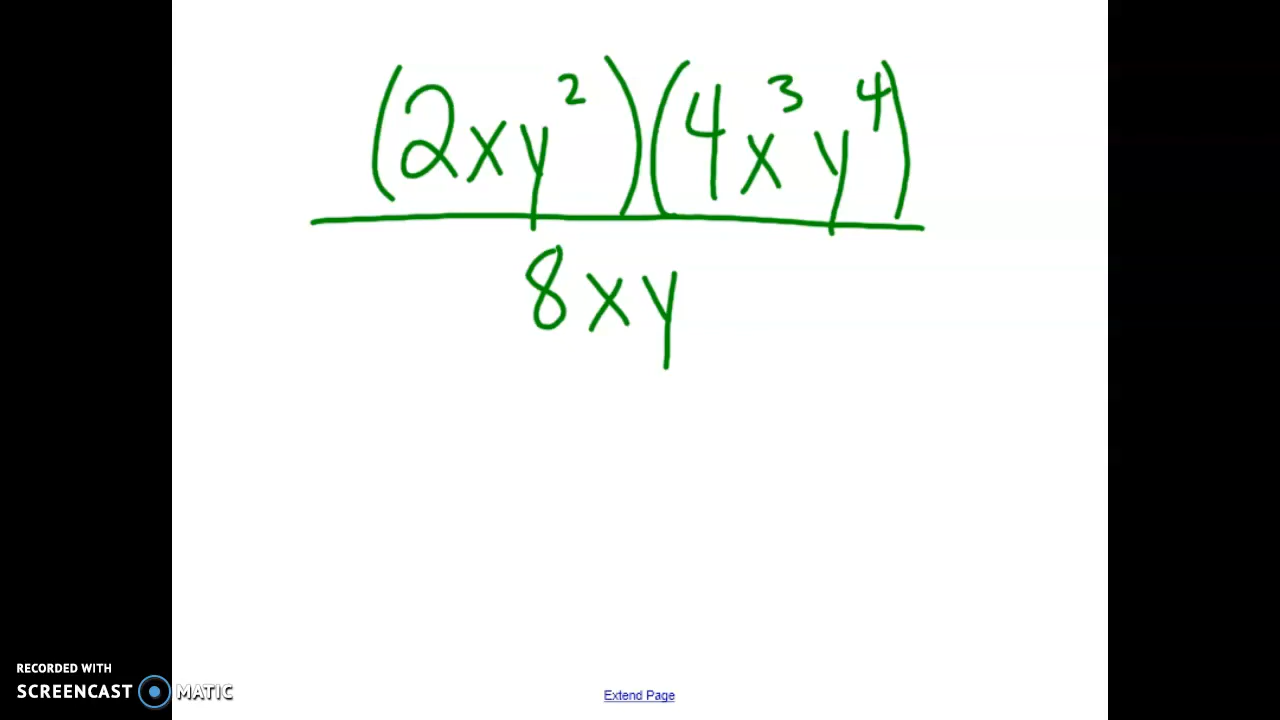 (2xy²)(4x³y⁴)
8xy
RECORDED WITH
SCREENCAST MATIC
Extend Page